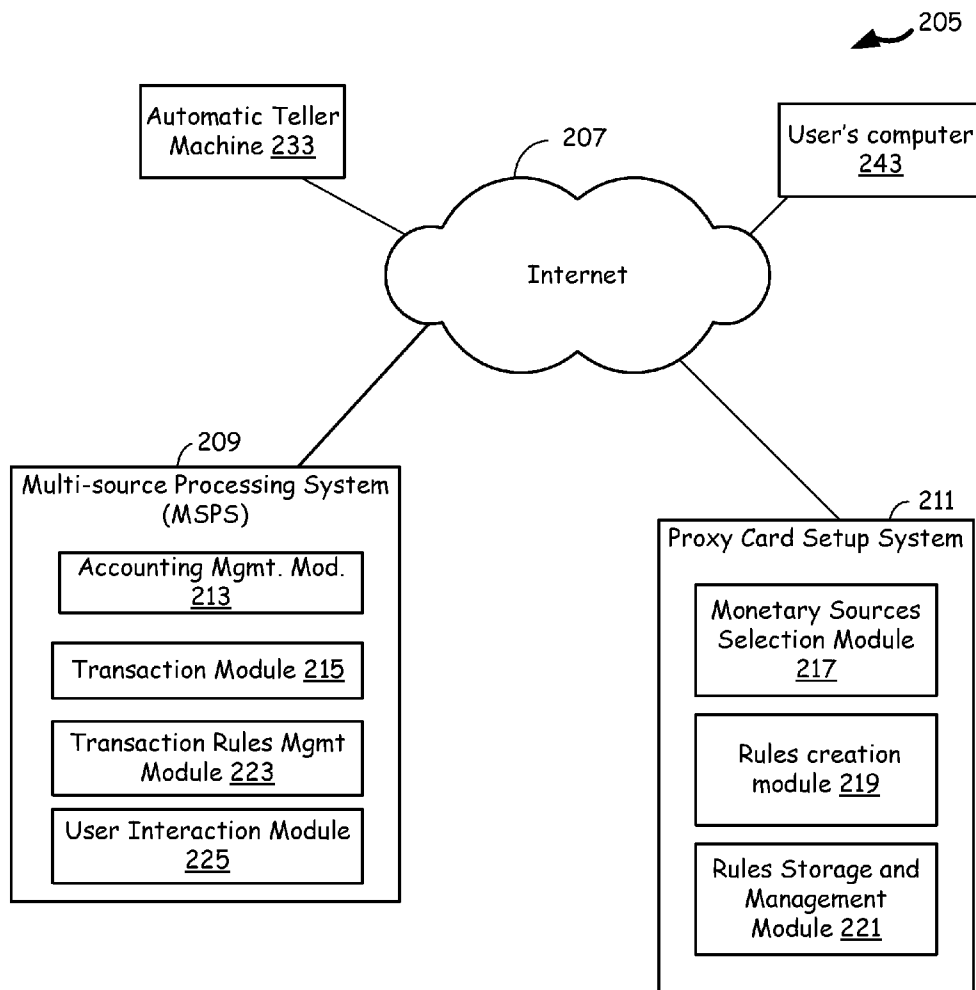 205
Automatic Teller
Machine 233
207
User's computer
243
Internet
209
Multi-source Processing System
(MSPS)
Accounting Mgmt. Mod.
213
Transaction Module 215
Transaction Rules Mgmt
Module 223
User Interaction Module
225
211
Proxy Card Setup System
Monetary Sources
Selection Module
217
Rules creation
module 219
Rules Storage and
Management
Module 221